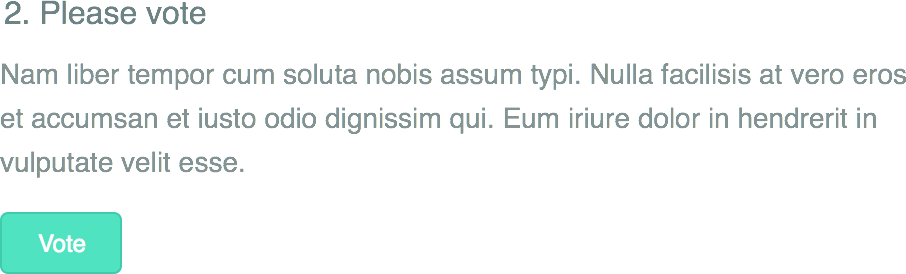 2. Please vote
Nam liber tempor cum soluta nobis assum typi. Nulla facilisis at vero eros
et accumsan et iusto odio dignissim qui. Eum iriure dolor in hendrerit in
vulputate velit esse.
Vote